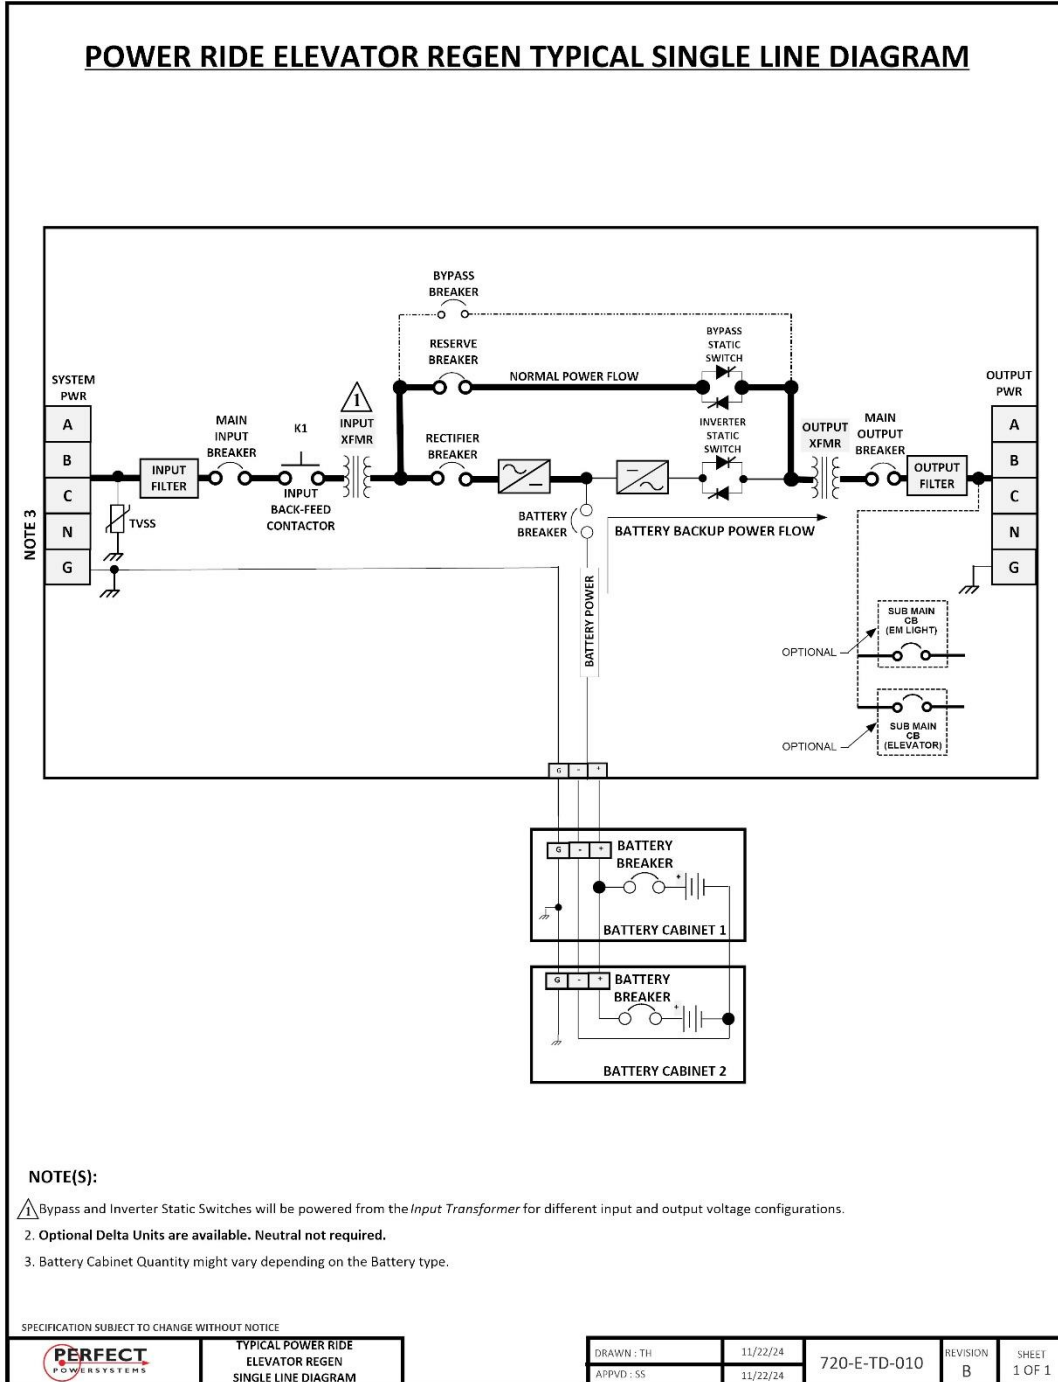 POWER RIDE ELEVATOR REGEN TYPICAL SINGLE LINE DIAGRAM
BYPASS
BREAKER
RESERVE
BREAKER
NORMAL POWER FLOW
BYPASS
STATIC
SWITCH
SYSTEM
PWR
A
B
C
N
G
NOTE 3
TVSS
INPUT
FILTER
MAIN
INPUT
BREAKER
K1
INPUT
BACK-FEED
CONTACTOR
1
INPUT
XFMR
RECTIFIER
BREAKER
INVERTER
STATIC
SWITCH
BATTERY
BREAKER
BATTERY BACKUP POWER FLOW
BATTERY POWER
OUTPUT
XFMR
MAIN
OUTPUT
BREAKER
OUTPUT
FILTER
OUTPUT
PWR
A
B
C
N
G
SUB MAIN
CB
(EM LIGHT)
OPTIONAL
SUB MAIN
CB
(ELEVATOR)
OPTIONAL
G - +
G - +
BATTERY
BREAKER
+
BATTERY CABINET 1
G - +
BATTERY
BREAKER
+
BATTERY CABINET 2
NOTE(S):
1 Bypass and Inverter Static Switches will be powered from the Input Transformer for different input and output voltage configurations.
2. Optional Delta Units are available. Neutral not required.
3. Battery Cabinet Quantity might vary depending on the Battery type.
SPECIFICATION SUBJECT TO CHANGE WITHOUT NOTICE
PERFECT
POWERSYSTEMS
TYPICAL POWER RIDE
ELEVATOR REGEN
SINGLE LINE DIAGRAM
DRAWN : TH 11/22/24
APPVD : SS 11/22/24
720-E-TD-010
REVISION
B
SHEET
1 OF 1